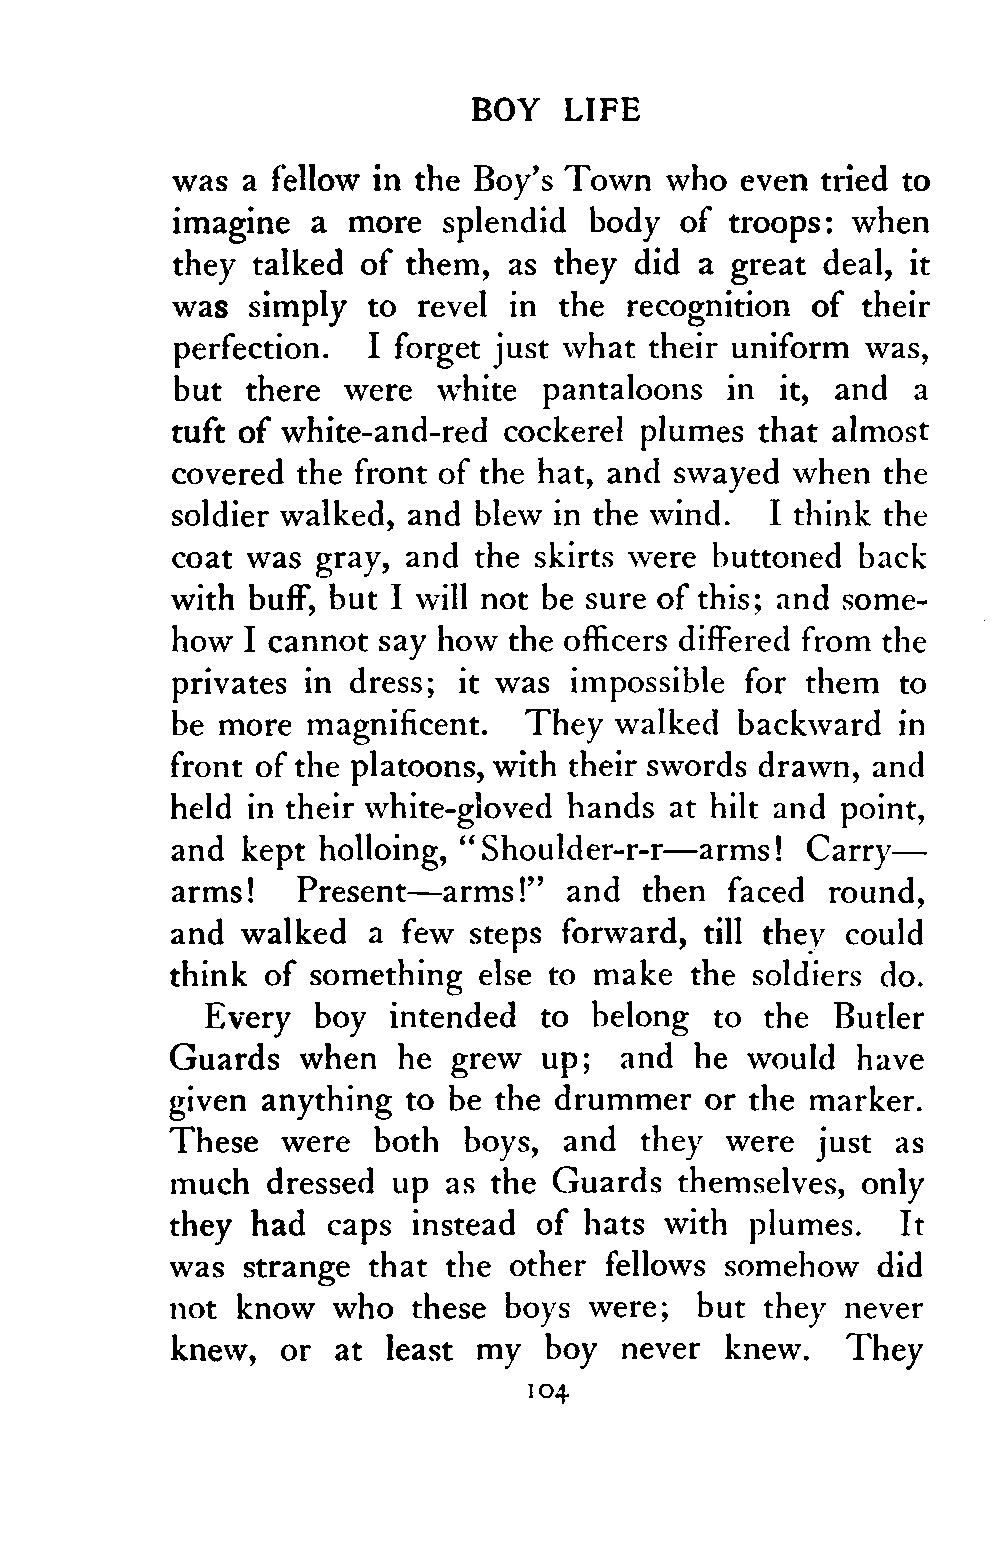 BOY LIFE
was a fellow in the Boy's Town who even tried to
imagine a more splendid body of troops: when
they talked of them, as they did a great deal, it
was simply to revel in the recognition of their
perfection. I forget just what their uniform was,
but there were white pantaloons in it, and a
tuft of white-and-red cockerel plumes that almost
covered the front of the hat, and swayed when the
soldier walked, and blew in the wind. I think the
coat was gray, and the skirts were buttoned back
with buff, but I will not be sure of this; and some-
how I cannot say how the officers differed from the
privates in dress; it was impossible for them to
be more magnificent. They walked backward in
front of the platoons, with their swords drawn, and
held in their white-gloved hands at hilt and point,
and kept holloing, "Shoulder-r-r—arms! Carry—
arms! Present—arms!" and then faced round,
and walked a few steps forward, till they could
think of something else to make the soldiers do.
Every boy intended to belong to the Butler
Guards when he grew up; and he would have
given anything to be the drummer or the marker.
These were both boys, and they were just as
much dressed up as the Guards themselves, only
they had caps instead of hats with plumes. It
was strange that the other fellows somehow did
not know who these boys were; but they never
knew, or at least my boy never knew. They
104